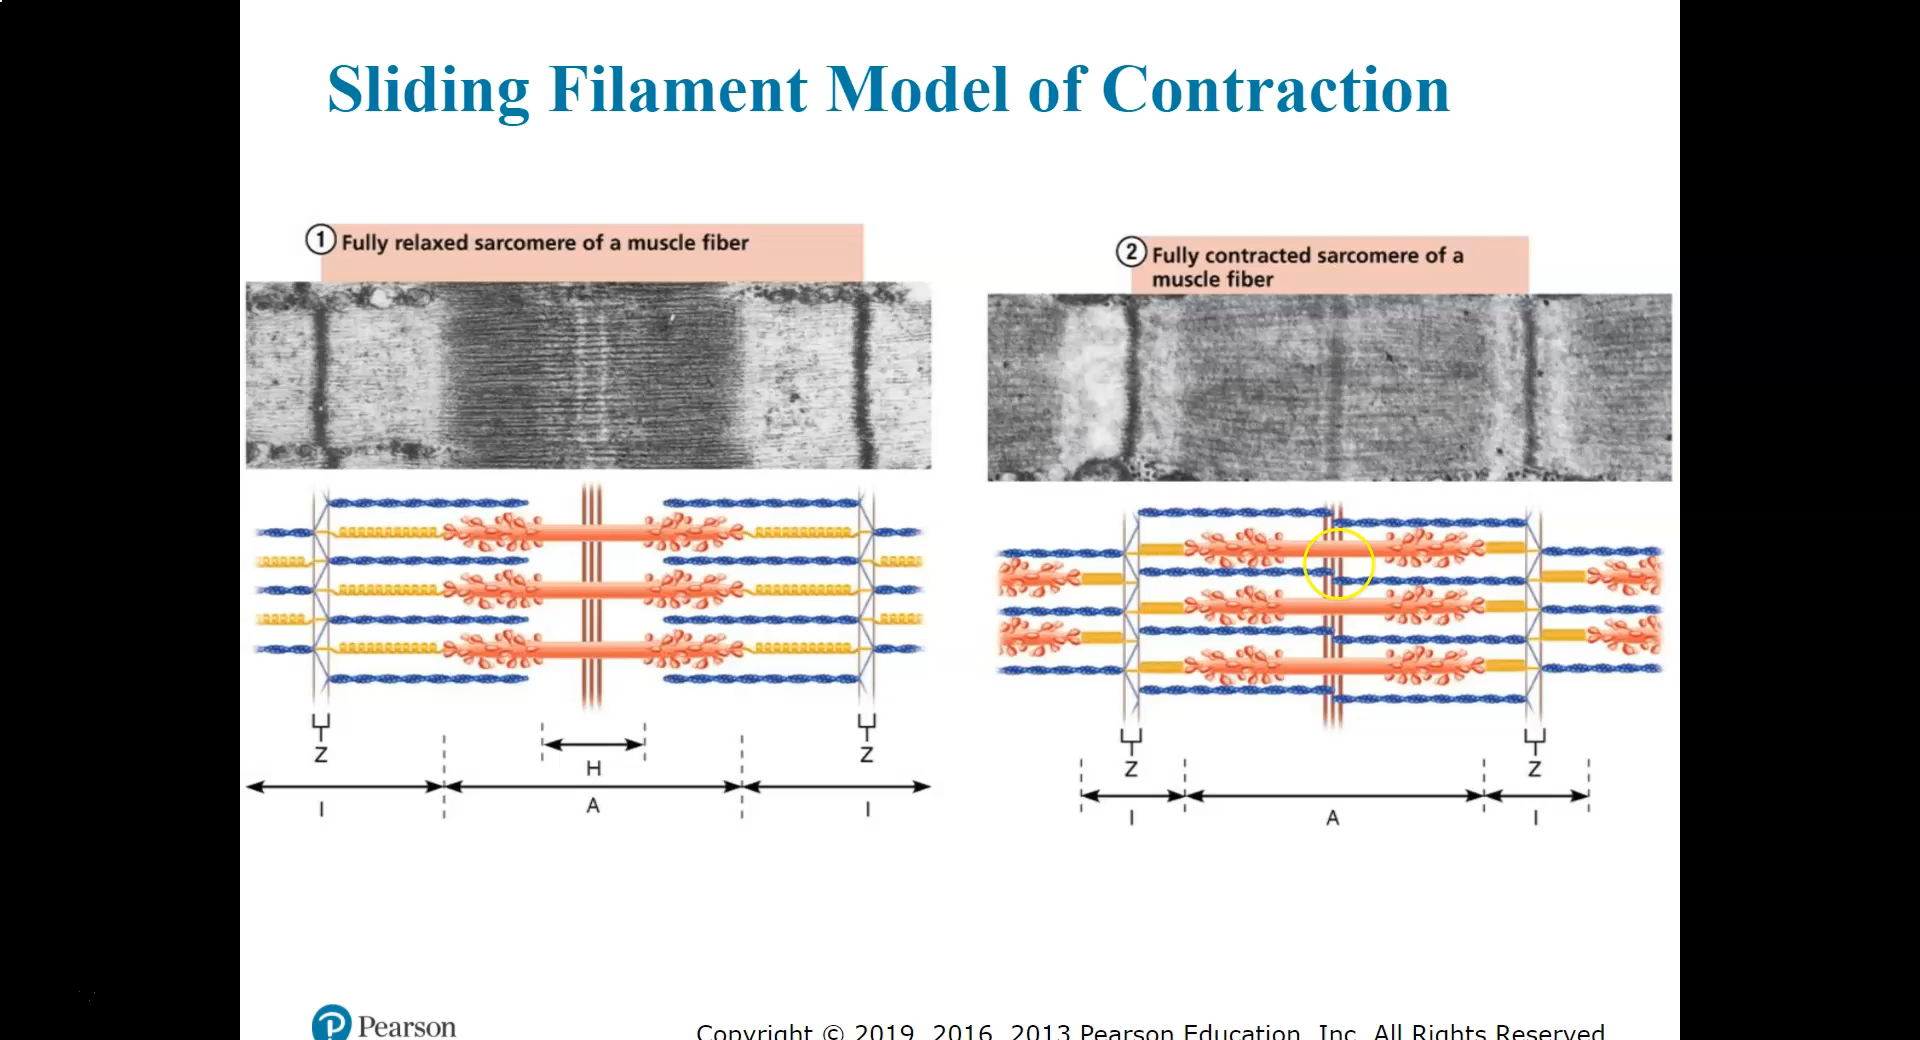 Sliding Filament Model of Contraction
1 Fully relaxed sarcomere of a muscle fiber
2 Fully contracted sarcomere of a
muscle fiber
Z
Z
H
I
A
I
Z
Z
I
A
I
Pearson
Copyright © 2019, 2016, 2013 Pearson Education, Inc. All Rights Reserved